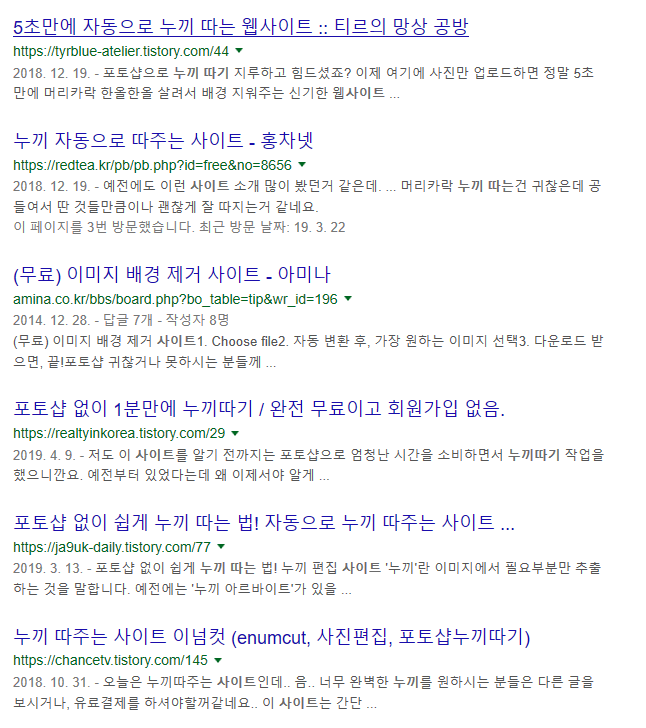 5초만에 자동으로 누끼 따는 웹사이트 :: 티르의 망상 공방
https://tyrblue-atelier.tistory.com/44
2018. 12. 19. - 포토샵으로 누끼 따기 지루하고 힘드셨죠? 이제 여기에 사진만 업로드하면 정말 5초
만에 머리카락 한올한올 살려서 배경 지워주는 신기한 웹사이트 ...
누끼 자동으로 따주는 사이트 - 홍차넷
https://redtea.kr/pb/pb.php?id=free&no=8656
2018. 12. 19. - 예전에도 이런 사이트 소개 많이 봤던거 같은데. ... 머리카락 누끼 따는건 귀찮은데 공
들여서 딴 것들만큼이나 괜찮게 잘 따지는거 같네요.
이 페이지를 3번 방문했습니다. 최근 방문 날짜: 19. 3. 22
(무료) 이미지 배경 제거 사이트 - 아미나
amina.co.kr/bbs/board.php?bo_table=tip&wr_id=196
2014. 12. 28. - 답글 7개 - 작성자 8명
(무료) 이미지 배경 제거 사이트1. Choose file2. 자동 변환 후, 가장 원하는 이미지 선택3. 다운로드 받
으면, 끝!포토샵 귀찮거나 못하시는 분들께 ...
포토샵 없이 1분만에 누끼따기 / 완전 무료이고 회원가입 없음.
https://realtyinkorea.tistory.com/29
2019. 4. 9. - 저도 이 사이트를 알기 전까지는 포토샵으로 엄청난 시간을 소비하면서 누끼따기 작업을
했으니깐요. 예전부터 있었다는데 왜 이제서야 알게 ...
포토샵 없이 쉽게 누끼 따는 법! 자동으로 누끼 따주는 사이트 ...
https://ja9uk-daily.tistory.com/77
2019. 3. 13. - 포토샵 없이 쉽게 누끼 따는 법! 누끼 편집 사이트 '누끼'란 이미지에서 필요부분만 추출
하는 것을 말합니다. 예전에는 '누끼 아르바이트'가 있을 ...
누끼 따주는 사이트 이넘컷 (enumcut, 사진편집, 포토샵누끼따기)
https://chancetv.tistory.com/145
2018. 10. 31. - 오늘은 누끼따주는 사이트인데.. 음.. 너무 완벽한 누끼를 원하시는 분들은 다른 글을
보시거나, 유료결제를 하셔야할꺼같네요.. 이 사이트는 간단 ...